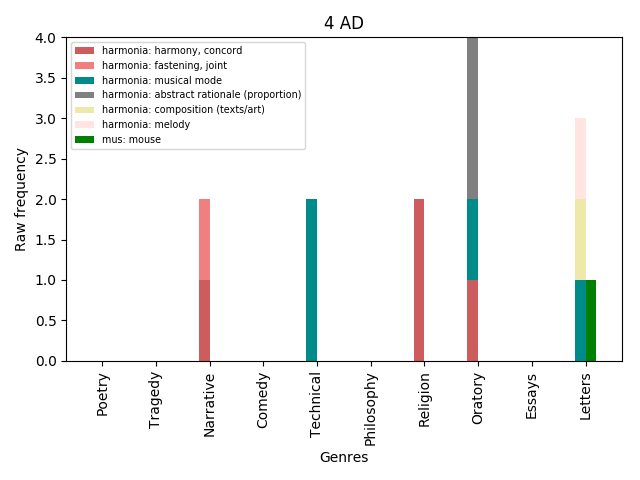 4 AD
4.0
3.5
3.0
2.5
2.0
1.5
1.0
0.5
0.0
Raw frequency
harmonia: harmony, concord
harmonia: fastening, joint
harmonia: musical mode
harmonia: abstract rationale (proportion)
harmonia: composition (texts/art)
harmonia: melody
mus: mouse
Poetry
Tragedy
Narrative
Comedy
Technical
Philosophy
Religion
Oratory
Essays
Letters
Genres